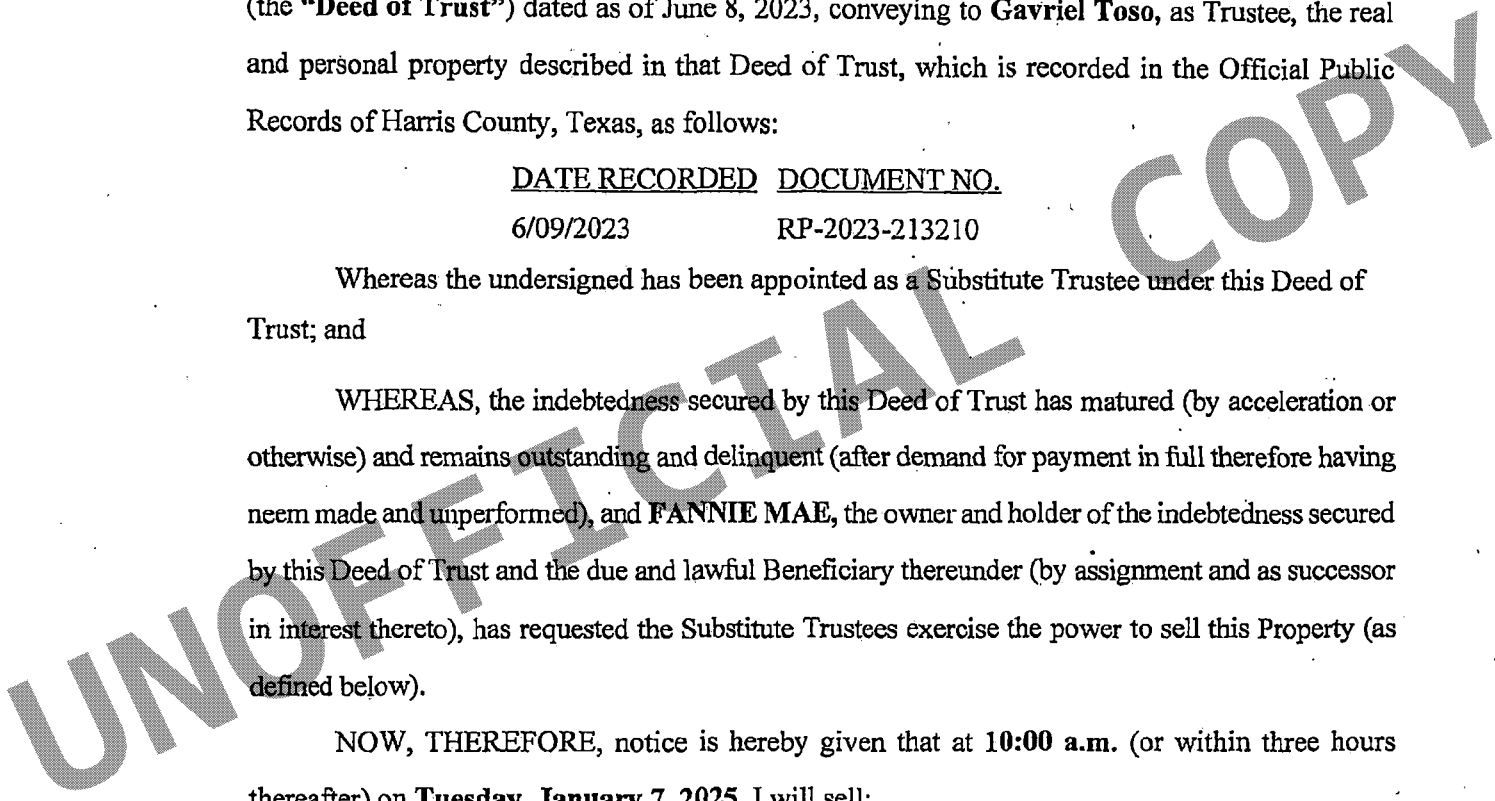 (the “Deed of Trust”) dated as of June 8, 2023, conveying to Gavriel Toso, as Trustee, the real
and personal property described in that Deed of Trust, which is recorded in the Official Public
Records of Harris County, Texas, as follows:
DATE RECORDED DOCUMENT NO.
6/09/2023 RP-2023-213210
Whereas the undersigned has been appointed as a Substitute Trustee under this Deed of
Trust; and
WHEREAS, the indebtedness secured by this Deed of Trust has matured (by acceleration or
otherwise) and remains outstanding and delinquent (after demand for payment in full therefore having
neem made and unperformed), and FANNIE MAE, the owner and holder of the indebtedness secured
by this Deed of Trust and the due and lawful Beneficiary thereunder (by assignment and as successor
in interest thereto), has requested the Substitute Trustees exercise the power to sell this Property (as
defined below).
NOW, THEREFORE, notice is hereby given that at 10:00 a.m. (or within three hours
thereafter) on Tuesday, January 7, 2025, I will sell:
UNOFFICIAL COPY